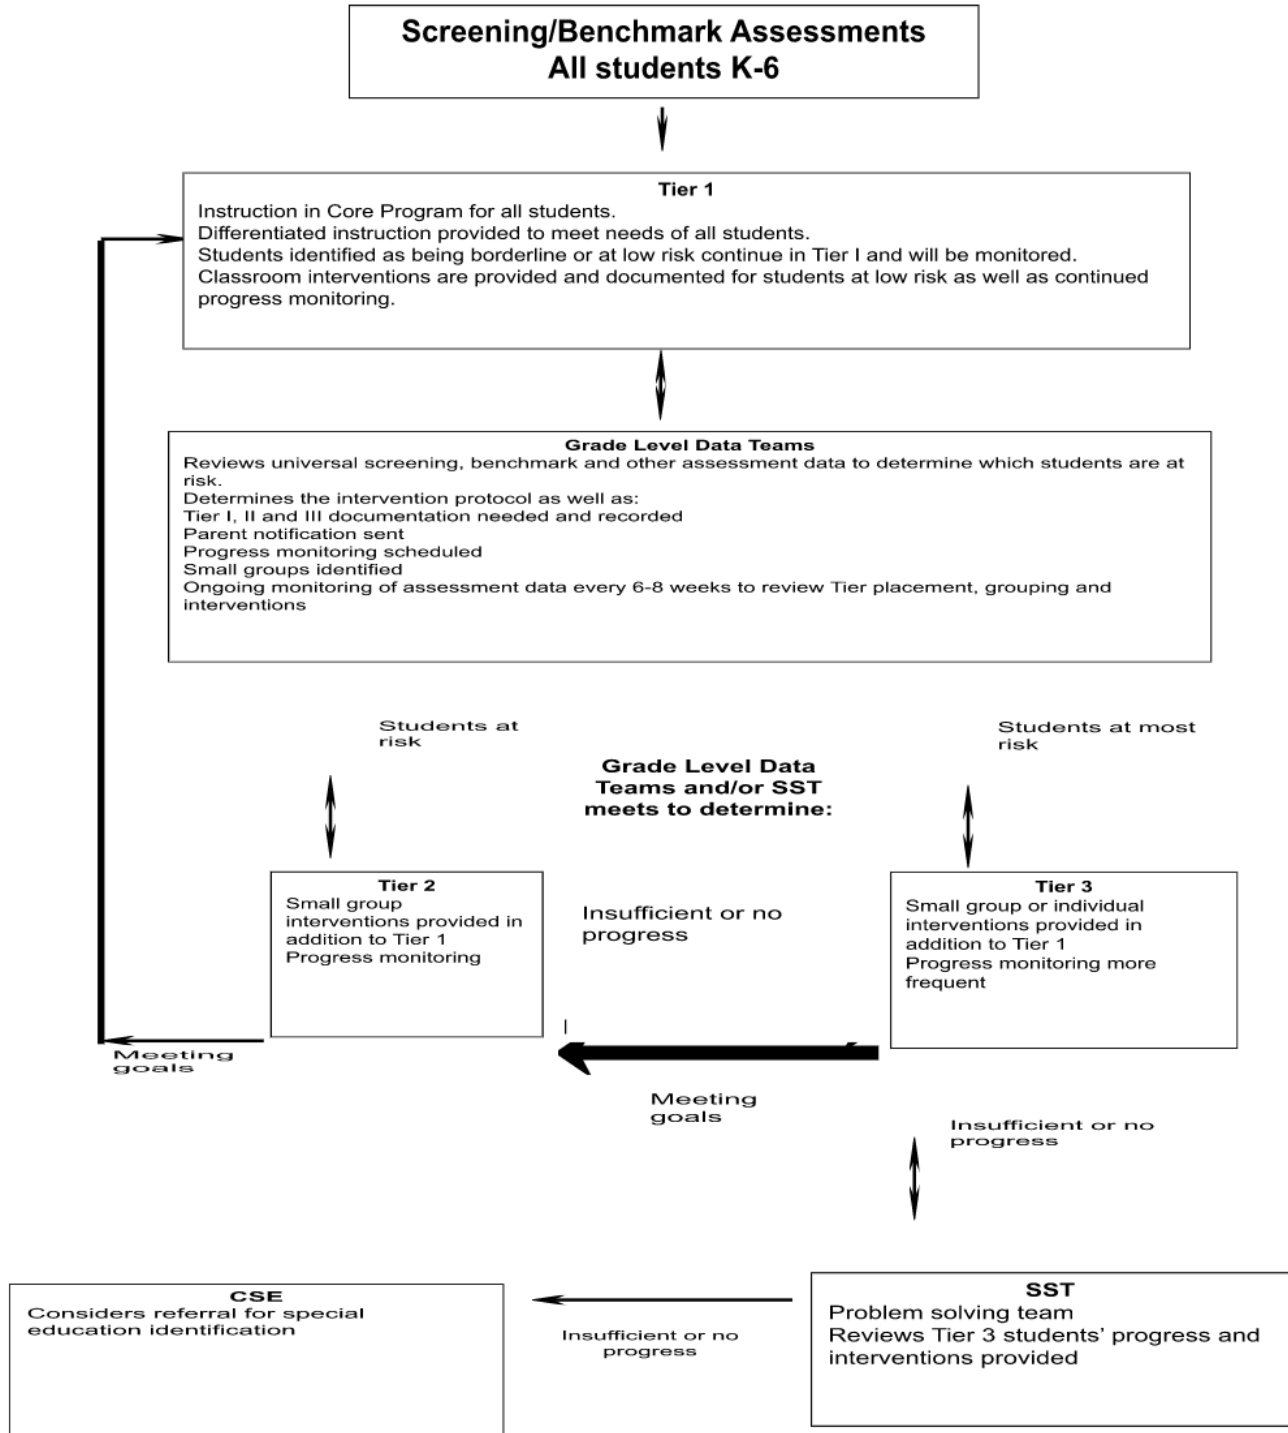 Screening/Benchmark Assessments
All students K-6
Tier 1
Instruction in Core Program for all students.
Differentiated instruction provided to meet needs of all students.
Students identified as being borderline or at low risk continue in Tier I and will be monitored.
Classroom interventions are provided and documented for students at low risk as well as continued
progress monitoring.
Grade Level Data Teams
Reviews universal screening, benchmark and other assessment data to determine which students are at
risk.
Determines the intervention protocol as well as:
Tier I, II and III documentation needed and recorded
Parent notification sent
Progress monitoring scheduled
Small groups identified
Ongoing monitoring of assessment data every 6-8 weeks to review Tier placement, grouping and
interventions
Students at
risk
Grade Level Data
Teams and/or SST
meets to determine:
Students at most
risk
Tier 2
Small group
interventions provided in
addition to Tier 1
Progress monitoring
Insufficient or no
progress
Tier 3
Small group or individual
interventions provided in
addition to Tier 1
Progress monitoring more
frequent
Meeting
goals
Meeting
goals
Insufficient or no
progress
CSE
Considers referral for special
education identification
Insufficient or no
progress
SST
Problem solving team
Reviews Tier 3 students’ progress and
interventions provided